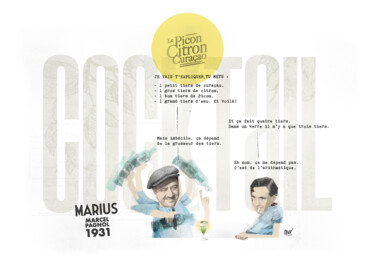 COCKTAIL
Le Picon
Citron
Curaçao
JE VAIS T'EXPLIQUER TU METS :
- 1 petit tiers de curaçao,
- 1 gros tiers de citron,
- 1 bon tiers de Picon,
- 1 grand tiers d'eau. Et voilà!
Et ça fait quatre tiers.
Dans un verre il n'y a que trois tiers.
Mais imbécile, ça dépend
de la grosseur des tiers.
Eh non, ça ne dépend pas.
C'est de l'arithmétique.
MARIUS
MARCEL
PAGNOL
1931